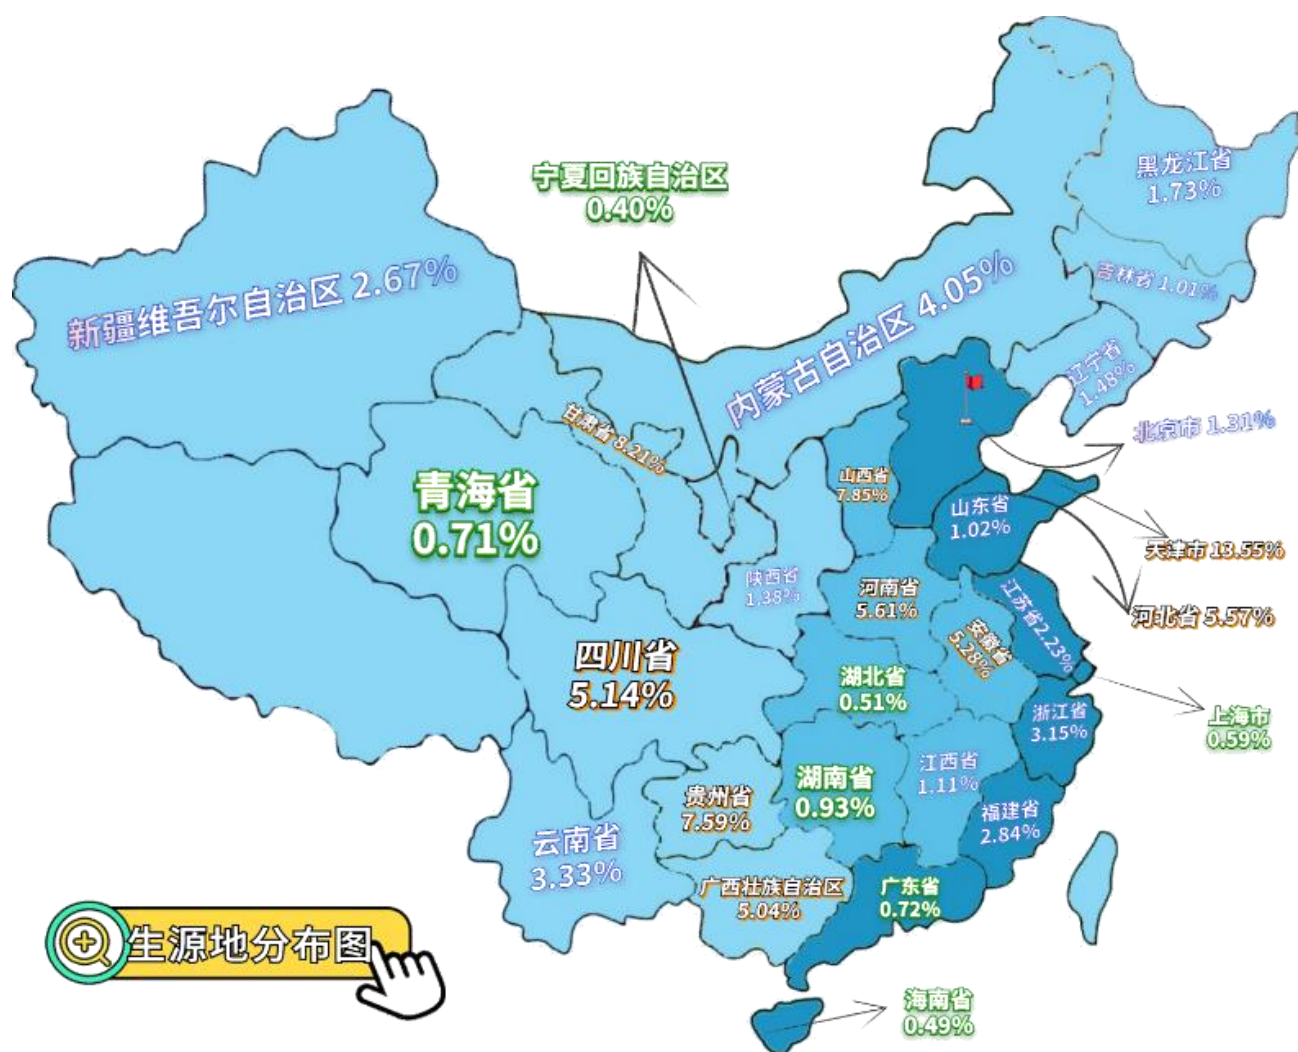 黑龙江省
1.73%
宁夏回族自治区
0.40%
新疆维吾尔自治区 2.67%
内蒙古自治区 4.05%
吉林省 1.01%
辽宁省
1.48%
北京市 1.31%
甘肃省 8.21%
山西省
7.85%
青海省
0.71%
山东省
1.02%
天津市 13.55%
陕西省
1.38%
河南省
5.61%
江苏省2.23%
河北省 5.57%
安徽省
5.28%
四川省
5.14%
湖北省
0.51%
上海市
0.59%
浙江省
3.15%
江西省
1.11%
湖南省
0.93%
贵州省
7.59%
福建省
2.84%
云南省
3.33%
广西壮族自治区
5.04%
广东省
0.72%
生源地分布图
海南省
0.49%